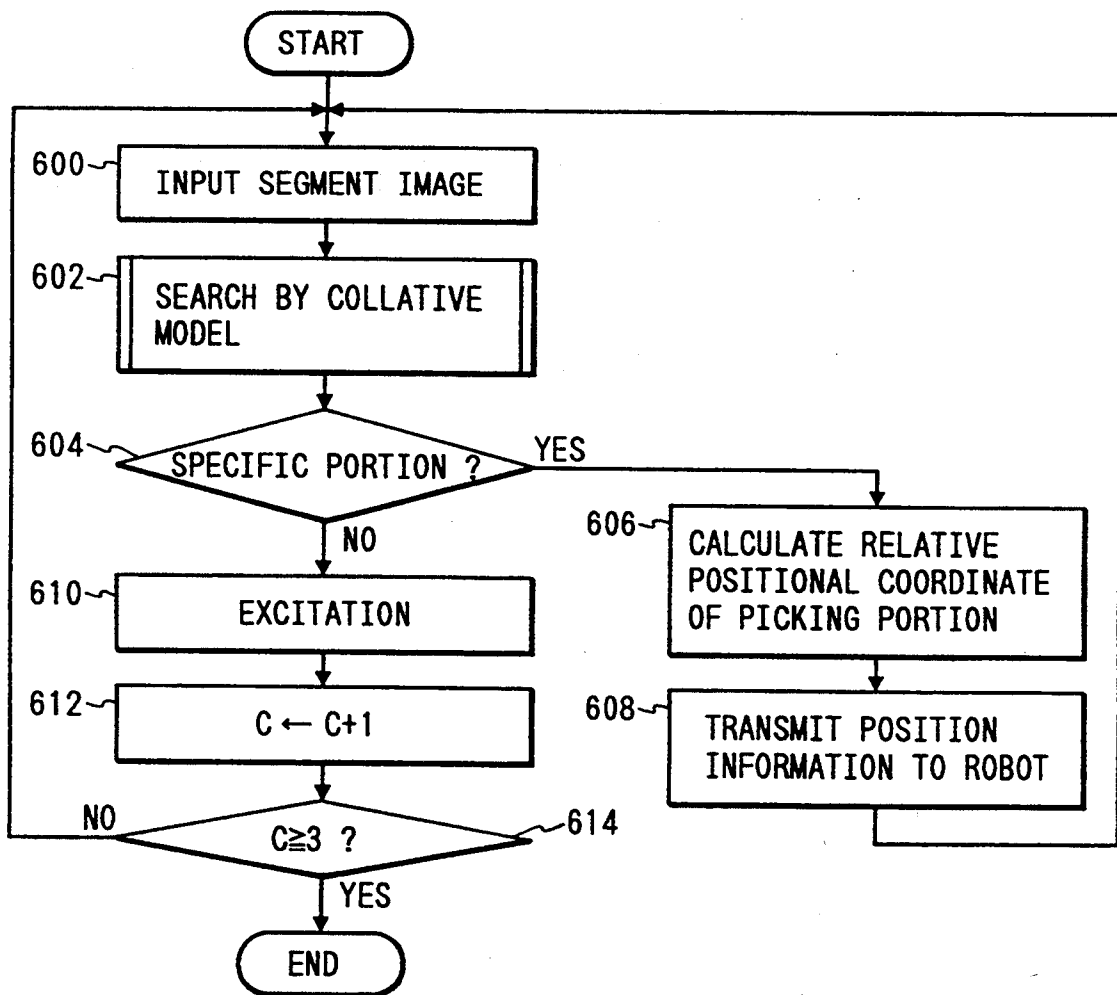 START
600
INPUT SEGMENT IMAGE
602
SEARCH BY COLLATIVE
MODEL
604
SPECIFIC PORTION ?
YES
NO
606
CALCULATE RELATIVE
POSITIONAL COORDINATE
OF PICKING PORTION
610
EXCITATION
612
C ← C+1
608
TRANSMIT POSITION
INFORMATION TO ROBOT
NO
C≧3 ?
614
YES
END